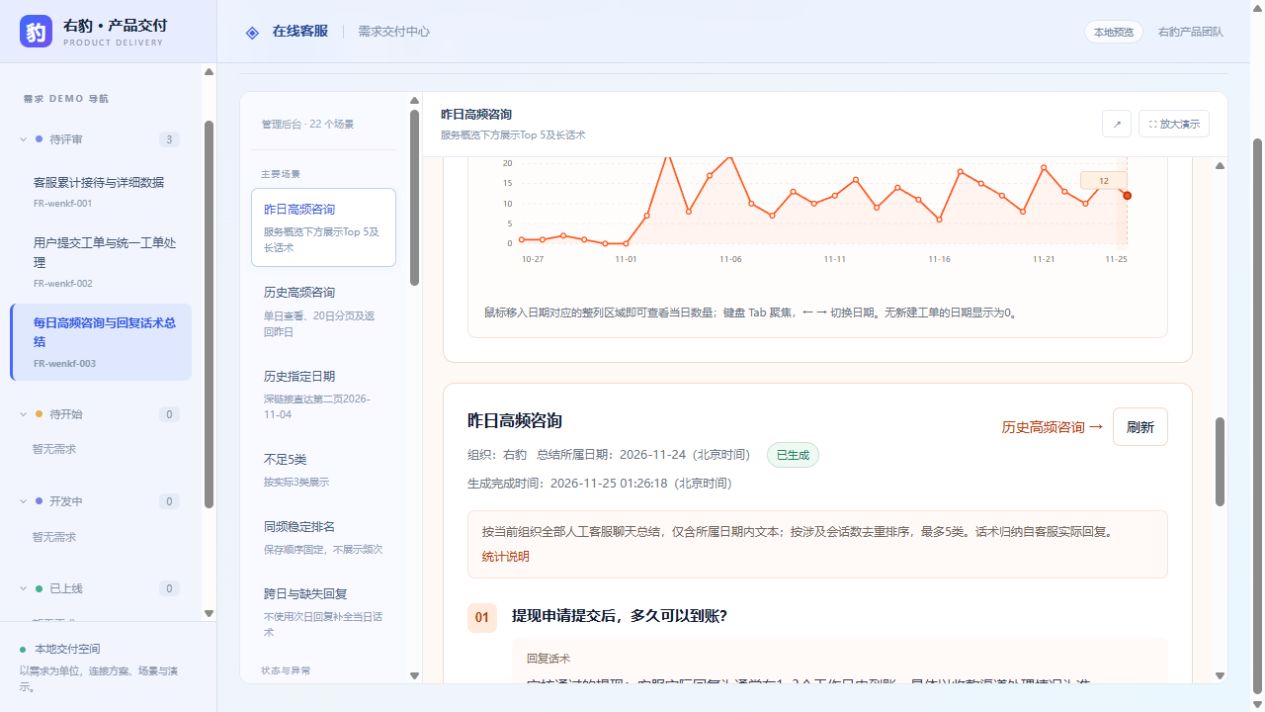 豹
右豹·产品交付
PRODUCT DELIVERY
在线客服
需求交付中心
本地预览
右豹产品团队
需求 DEMO 导航
待评审
3
客服累计接待与详细数据
FR-wenkf-001
用户提交工单与统一工单处
理
FR-wenkf-002
每日高频咨询与回复话术总
结
FR-wenkf-003
待开始
0
暂无需求
开发中
0
暂无需求
已上线
0
本地交付空间
以需求为单位，连接方案、场景与演
示。
管理后台 · 22 个场景
主要场景
昨日高频咨询
服务概览下方展示Top 5及
长话术
历史高频咨询
单日查看、20日分页及返
回昨日
历史指定日期
深链接直达第二页2026-
11-04
不足5类
按实际3类展示
同频稳定排名
保存顺序固定，不展示频次
跨日与缺失回复
不使用次日回复补全当日话
术
状态与异常
昨日高频咨询
服务概览下方展示Top 5及长话术
↗
放大演示
20
15
10
5
0
12
10-27
11-01
11-06
11-11
11-16
11-21
11-25
鼠标移入日期对应的整列区域即可查看当日数量；键盘 Tab 聚焦，← → 切换日期。无新建工单的日期显示为0。
昨日高频咨询
历史高频咨询 →
刷新
组织：右豹 总结所属日期：2026-11-24（北京时间）
已生成
生成完成时间：2026-11-25 01:26:18（北京时间）
按当前组织全部人工客服聊天总结，仅含所属日期内文本；按涉及会话数去重排序，最多5类。话术归纳自客服实际回复。
统计说明
01
提现申请提交后，多久可以到账？
回复话术